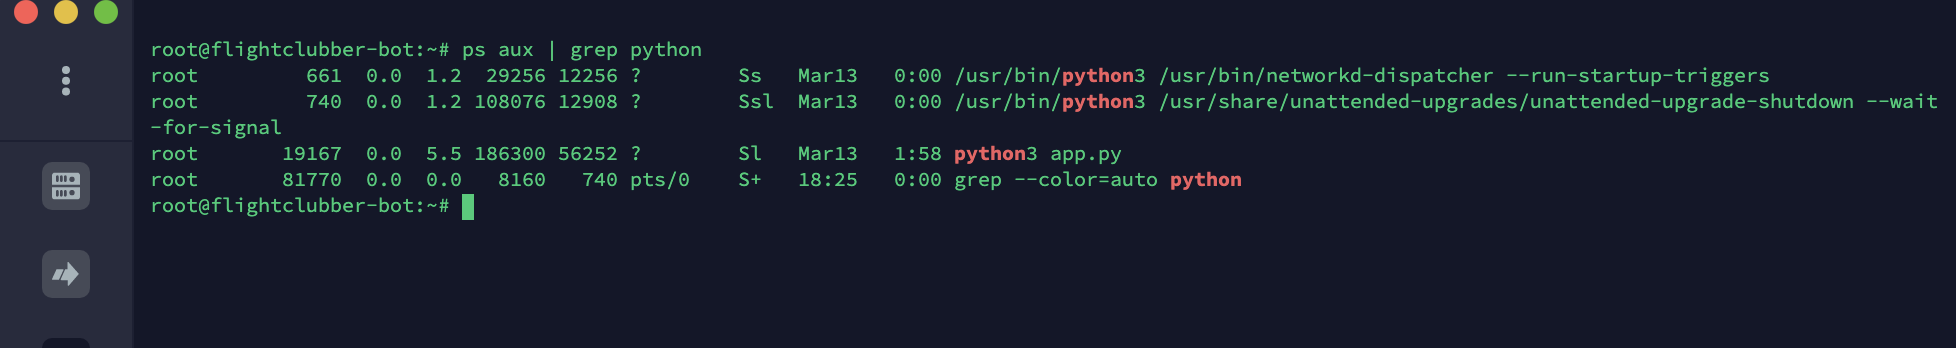 root@flightclubber-bot:~# ps aux | grep python
root         661  0.0  1.2  29256 12256 ?        Ss   Mar13   0:00 /usr/bin/python3 /usr/bin/networkd-dispatcher --run-startup-triggers
root         740  0.0  1.2 108076 12908 ?        Ssl  Mar13   0:00 /usr/bin/python3 /usr/share/unattended-upgrades/unattended-upgrade-shutdown --wait
-for-signal
root       19167  0.0  5.5 186300 56252 ?        Sl   Mar13   1:58 python3 app.py
root       81770  0.0  0.0   8160   740 pts/0    S+   18:25   0:00 grep --color=auto python
root@flightclubber-bot:~#